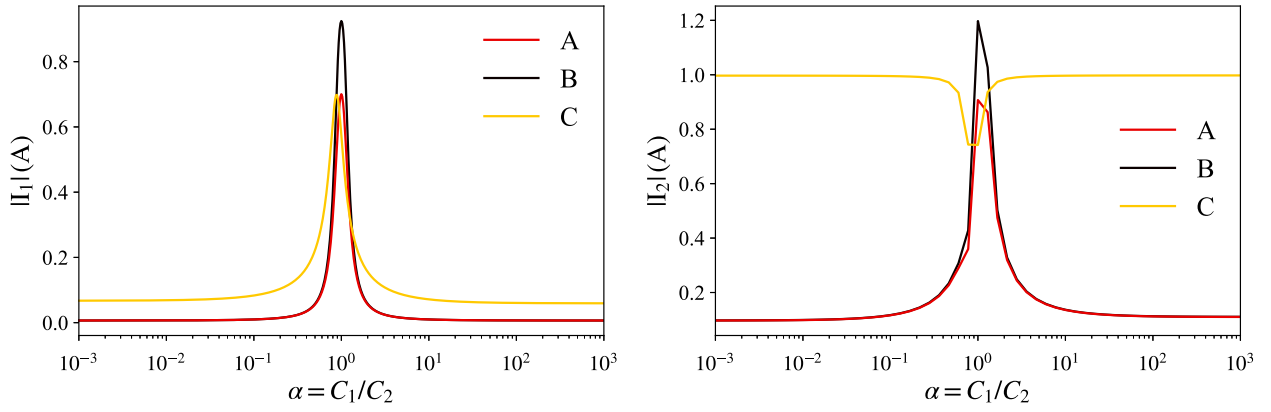 |I₁| (A)
0.8
0.6
0.4
0.2
0.0
A
B
C
10⁻³ 10⁻² 10⁻¹ 10⁰ 10¹ 10² 10³
α = C₁/C₂
|I₂| (A)
1.2
1.0
0.8
0.6
0.4
0.2
A
B
C
10⁻³ 10⁻² 10⁻¹ 10⁰ 10¹ 10² 10³
α = C₁/C₂